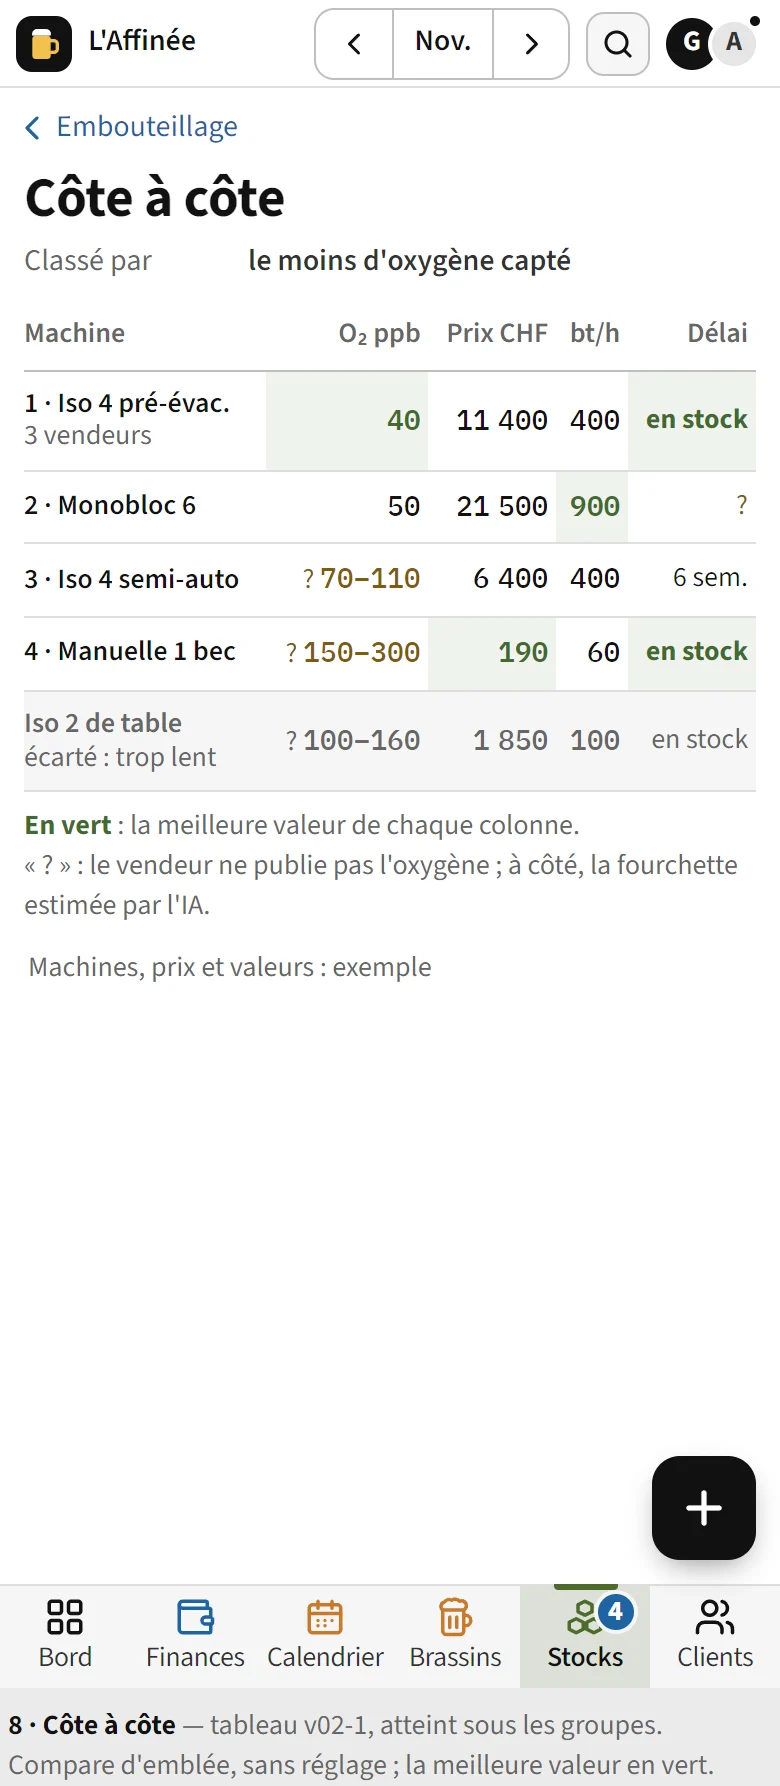 L'Affinée
Nov.
G
A
Embouteillage
Côte à côte
Classé par le moins d'oxygène capté
Machine O₂ ppb Prix CHF bt/h Délai
1 · Iso 4 pré-évac.
3 vendeurs
40 11 400 400 en stock
2 · Monobloc 6 50 21 500 900 ?
3 · Iso 4 semi-auto ? 70–110 6 400 400 6 sem.
4 · Manuelle 1 bec ? 150–300 190 60 en stock
Iso 2 de table
écarté : trop lent
? 100–160 1 850 100 en stock
En vert : la meilleure valeur de chaque colonne.
« ? » : le vendeur ne publie pas l'oxygène ; à côté, la fourchette
estimée par l'IA.
Machines, prix et valeurs : exemple
4
Bord Finances Calendrier Brassins Stocks Clients
8 · Côte à côte — tableau v02-1, atteint sous les groupes.
Compare d'emblée, sans réglage ; la meilleure valeur en vert.